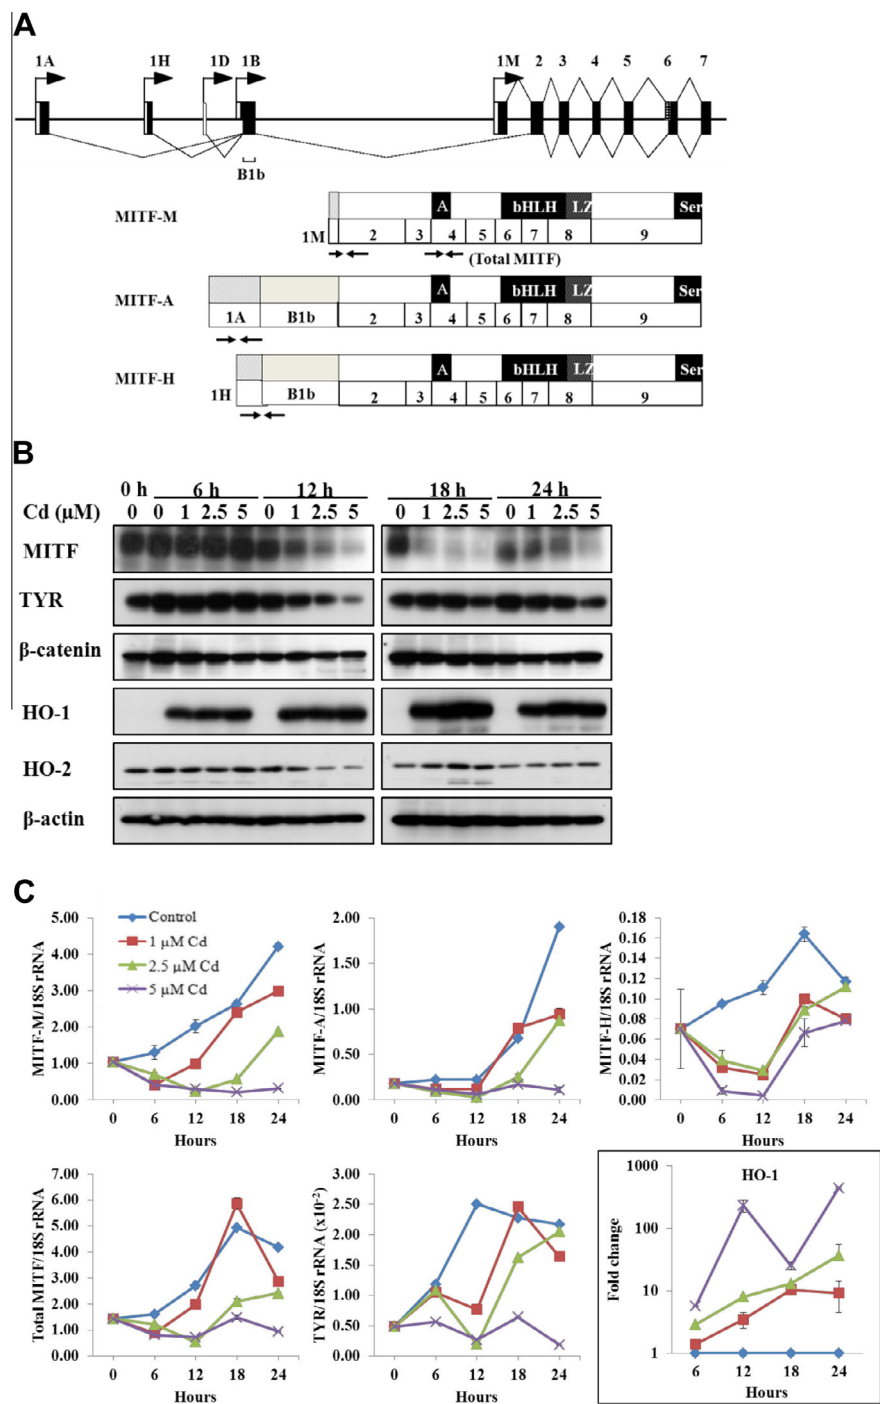 A
1A 1H 1D 1B 1M 2 3 4 5 6 7
B1b
MITF-M
A bHLH LZ Ser
1M 2 3 4 5 6 7 8 9
(Total MITF)
MITF-A
A bHLH LZ Ser
1A B1b 2 3 4 5 6 7 8 9
MITF-H
A bHLH LZ Ser
1H B1b 2 3 4 5 6 7 8 9
B
0 h 6 h 12 h 18 h 24 h
Cd (μM) 0 0 1 2.5 5 0 1 2.5 5 0 1 2.5 5 0 1 2.5 5
MITF
TYR
β-catenin
HO-1
HO-2
β-actin
C
MITF-M/18S rRNA
5.00
4.00
3.00
2.00
1.00
0.00
Control
1 μM Cd
2.5 μM Cd
5 μM Cd
0 6 12 18 24
Hours
MITF-A/18S rRNA
2.00
1.50
1.00
0.50
0.00
0 6 12 18 24
Hours
MITF-H/18S rRNA
0.18
0.16
0.14
0.12
0.10
0.08
0.06
0.04
0.02
0.00
0 6 12 18 24
Hours
Total MITF/18S rRNA
7.00
6.00
5.00
4.00
3.00
2.00
1.00
0.00
0 6 12 18 24
Hours
TYR/18S rRNA (x10-2)
3.00
2.50
2.00
1.50
1.00
0.50
0.00
0 6 12 18 24
Hours
HO-1
Fold change
1000
100
10
1
6 12 18 24
Hours